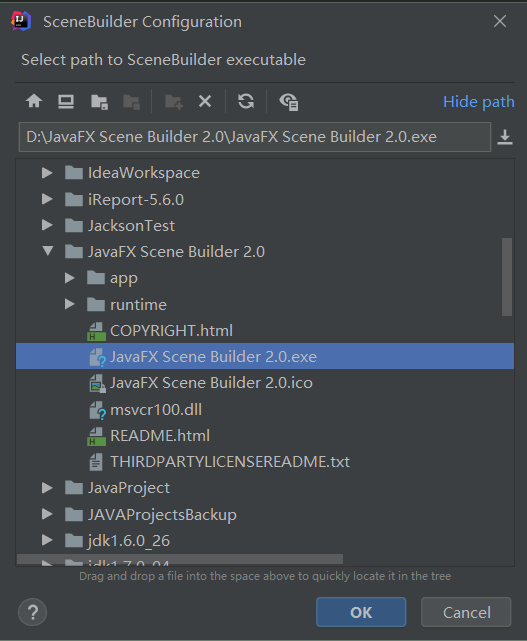 SceneBuilder Configuration
Select path to SceneBuilder executable
Hide path
D:\JavaFX Scene Builder 2.0\JavaFX Scene Builder 2.0.exe
IdeaWorkspace
iReport-5.6.0
JacksonTest
JavaFX Scene Builder 2.0
app
runtime
COPYRIGHT.html
JavaFX Scene Builder 2.0.exe
JavaFX Scene Builder 2.0.ico
msvcr100.dll
README.html
THIRDPARTYLICENSEREADME.txt
JavaProject
JAVAProjectsBackup
jdk1.6.0_26
jdk1.7.0_04
Drag and drop a file into the space above to quickly locate it in the tree
? OK Cancel